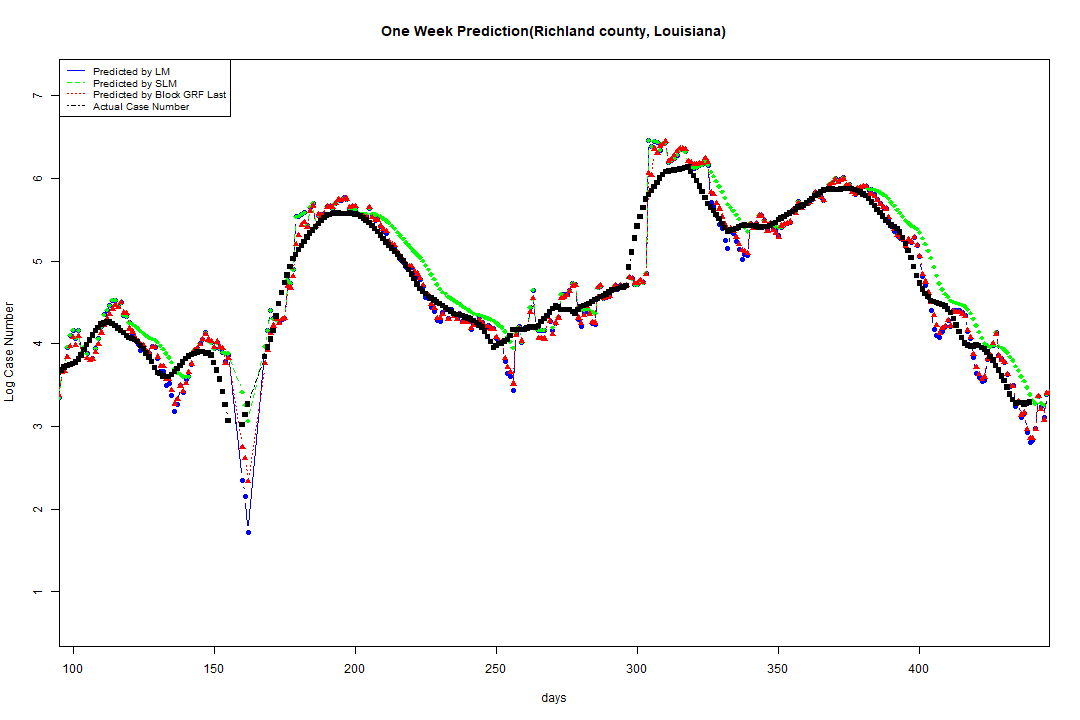 One Week Prediction(Richland county, Louisiana)
Predicted by LM
Predicted by SLM
Predicted by Block GRF Last
Actual Case Number
7
6
5
4
3
2
1
Log Case Number
100 150 200 250 300 350 400
days